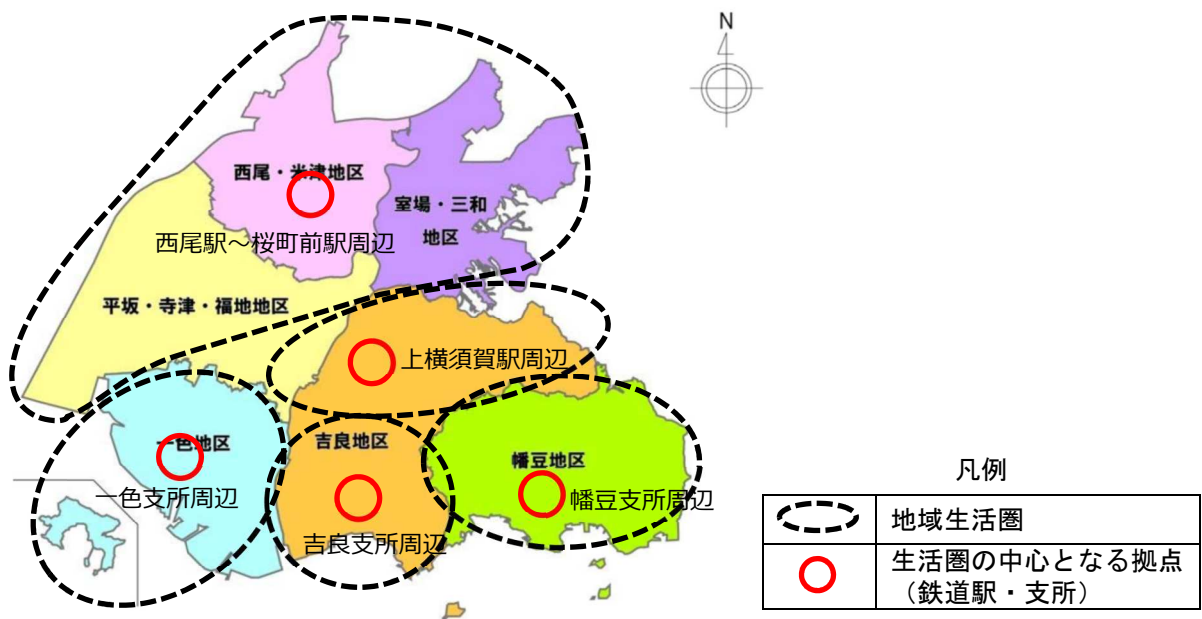 N
西尾・米津地区
室場・三和
地区
西尾駅～桜町前駅周辺
平坂・寺津・福地地区
上横須賀駅周辺
一色地区
吉良地区
幡豆地区
一色支所周辺
幡豆支所周辺
吉良支所周辺
凡例
地域生活圏
生活圏の中心となる拠点
（鉄道駅・支所）